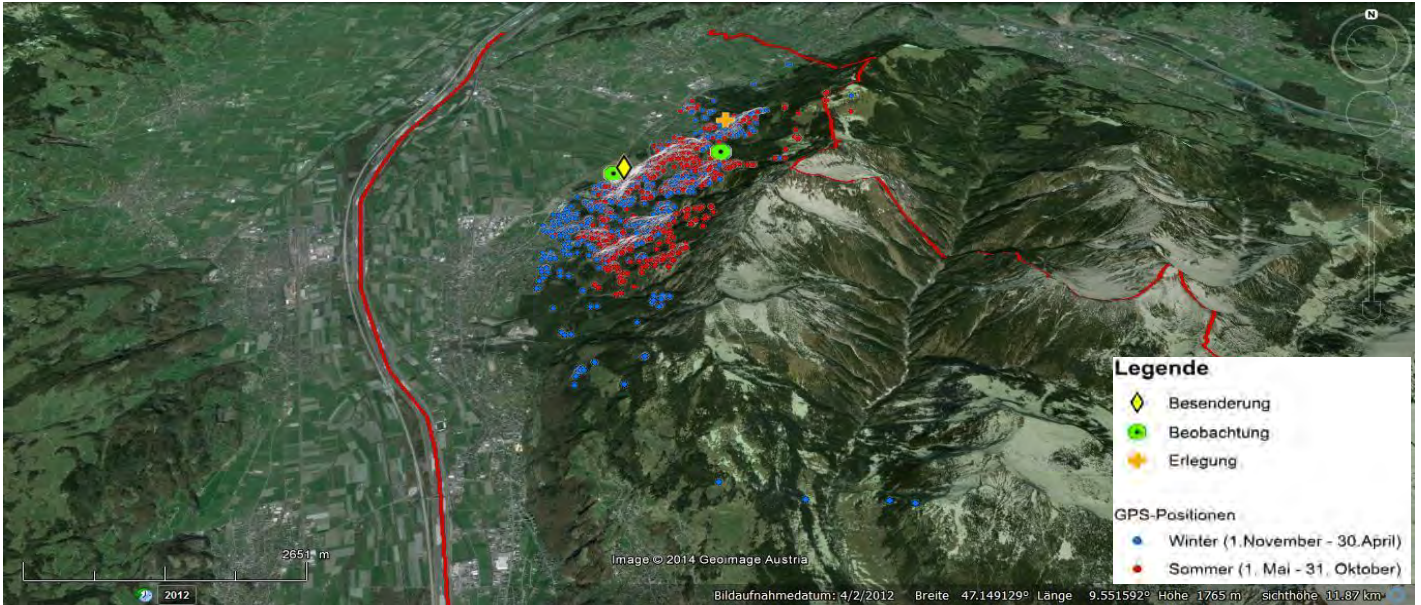 N
Legende
Besenderung
Beobachtung
Erlegung
GPS-Positionen
Winter (1.November - 30.April)
Sommer (1. Mai - 31. Oktober)
2651 m
Image © 2014 Geoimage Austria
2012
Bildaufnahmedatum: 4/2/2012 Breite 47.149129° Länge 9.551592° Höhe 1765 m sichthöhe 11.87 km